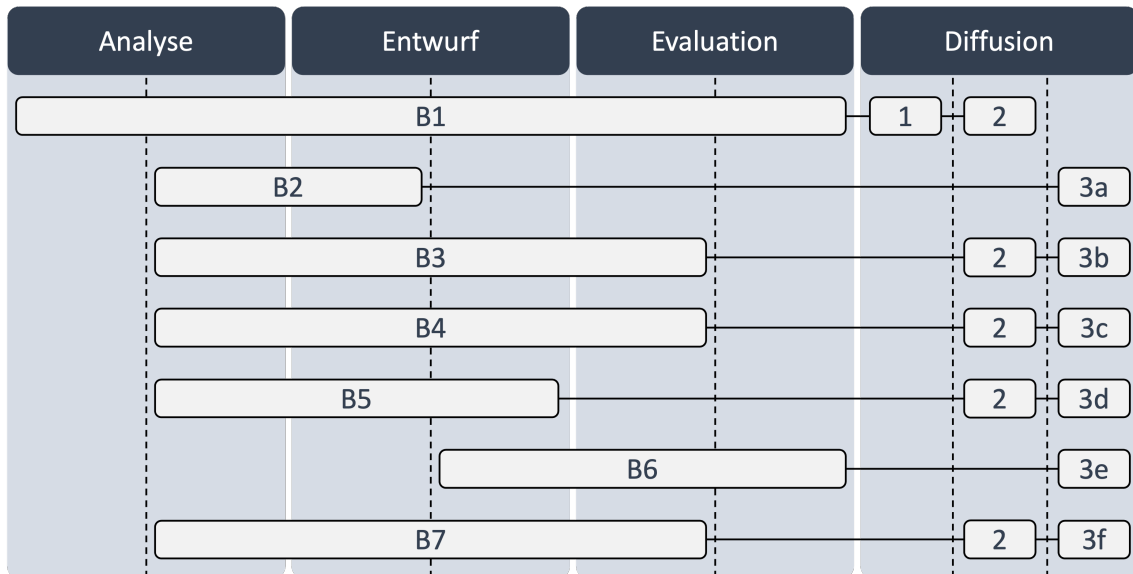 Analyse Entwurf Evaluation Diffusion
B1 1 2
B2 3a
B3 2 3b
B4 2 3c
B5 2 3d
B6 3e
B7 2 3f